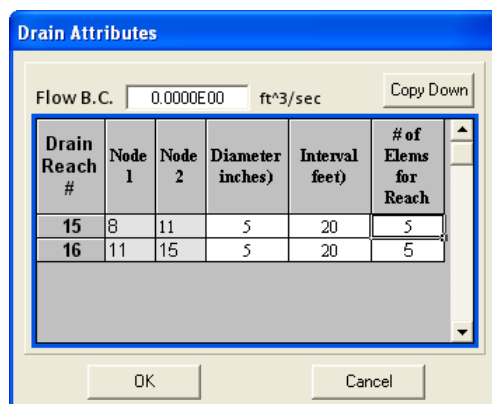 Drain Attributes
Flow B.C. 0.0000E00 ft^3/sec Copy Down
Drain Reach # Node 1 Node 2 Diameter inches) Interval feet) # of Elems for Reach
15 8 11 5 20 5
16 11 15 5 20 5
OK Cancel